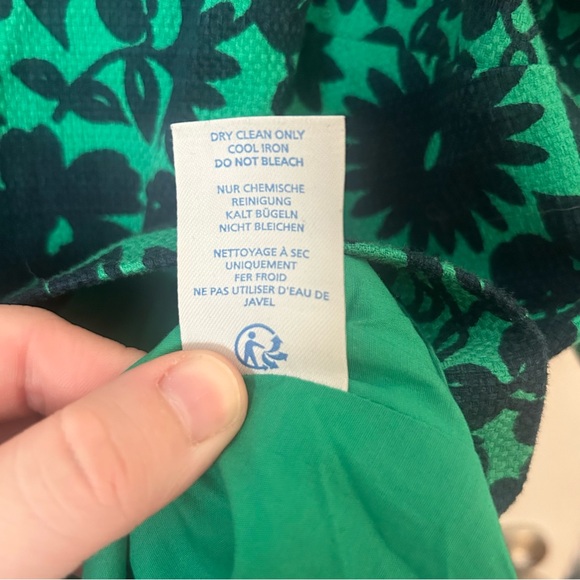 DRY CLEAN ONLY
COOL IRON
DO NOT BLEACH
NUR CHEMISCHE
REINIGUNG
KALT BÜGELN
NICHT BLEICHEN
NETTOYAGE À SEC
UNIQUEMENT
FER FROID
NE PAS UTILISER D'EAU DE
JAVEL